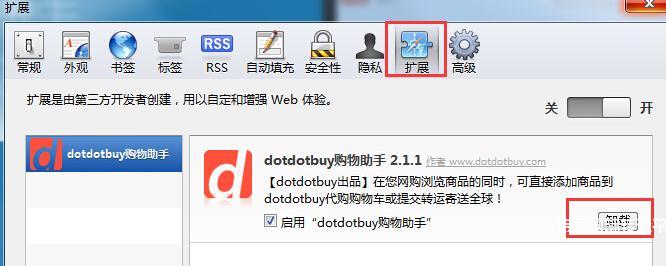 扩展
常规 外观 书签 标签 RSS 自动填充 安全性 隐私 扩展 高级
RSS
扩展是由第三方开发者创建，用以自定和增强 Web 体验。
关 开
dotdotbuy购物助手
dotdotbuy购物助手 2.1.1 作者 www.dotdotbuy.com
【dotdotbuy出品】在您网购浏览商品的同时，可直接添加商品到
dotdotbuy代购购物车或提交转运寄送全球！
启用“dotdotbuy购物助手”
卸载